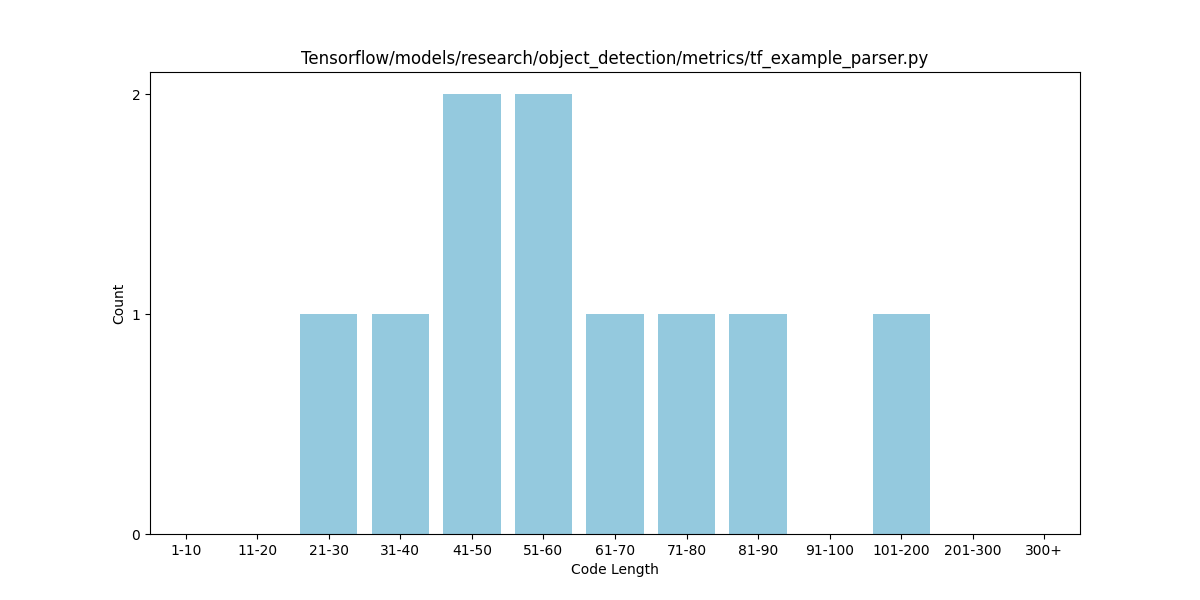 Tensorflow/models/research/object_detection/metrics/tf_example_parser.py
2
1
0
Count
1-10 11-20 21-30 31-40 41-50 51-60 61-70 71-80 81-90 91-100 101-200 201-300 300+
Code Length